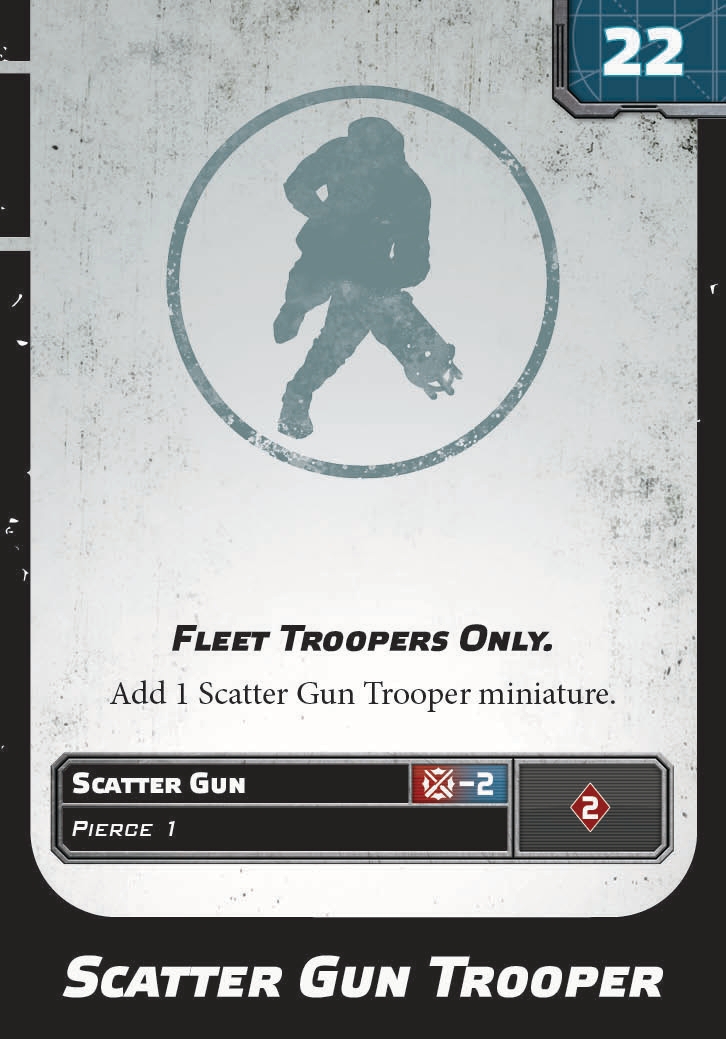 22
Fleet Troopers Only.
Add 1 Scatter Gun Trooper miniature.
Scatter Gun
-2
Pierce 1
2
Scatter Gun Trooper